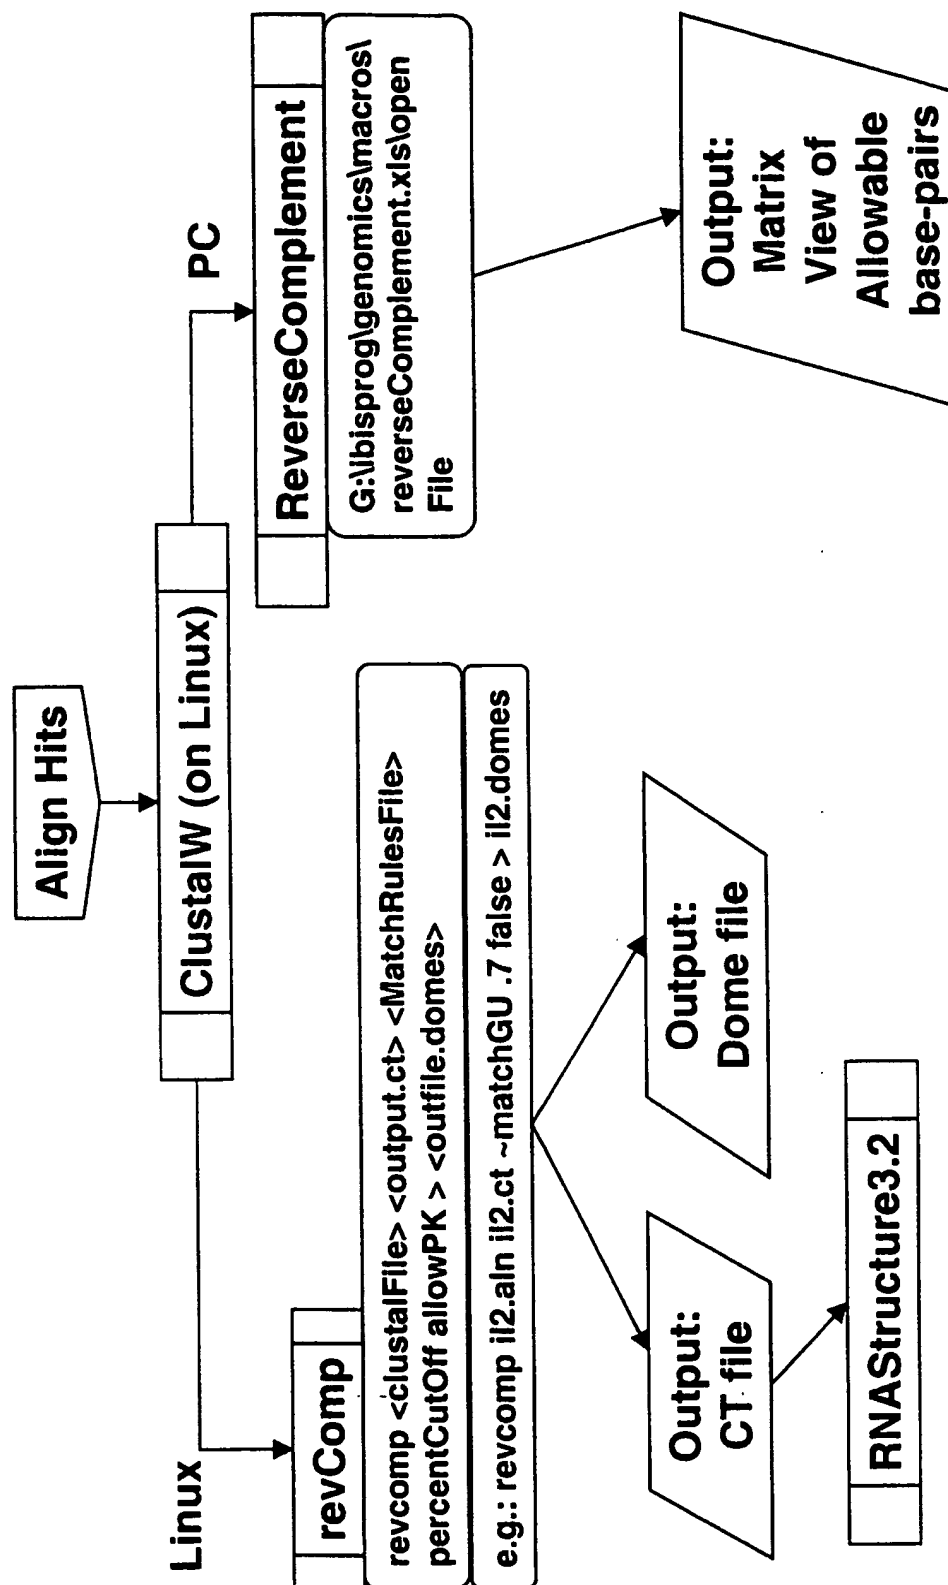 Align Hits
ClustalW (on Linux)
Linux
PC
revComp
revcomp <clustalFile> <output.ct> <MatchRulesFile>
percentCutOff allowPK > <outfile.domes>
e.g.: revcomp il2.aln il2.ct ~matchGU .7 false > il2.domes
Output:
CT file
Output:
Dome file
RNAStructure3.2
ReverseComplement
G:\Ibisprog\genomics\macros\
reverseComplement.xls\open
File
Output:
Matrix
View of
Allowable
base-pairs